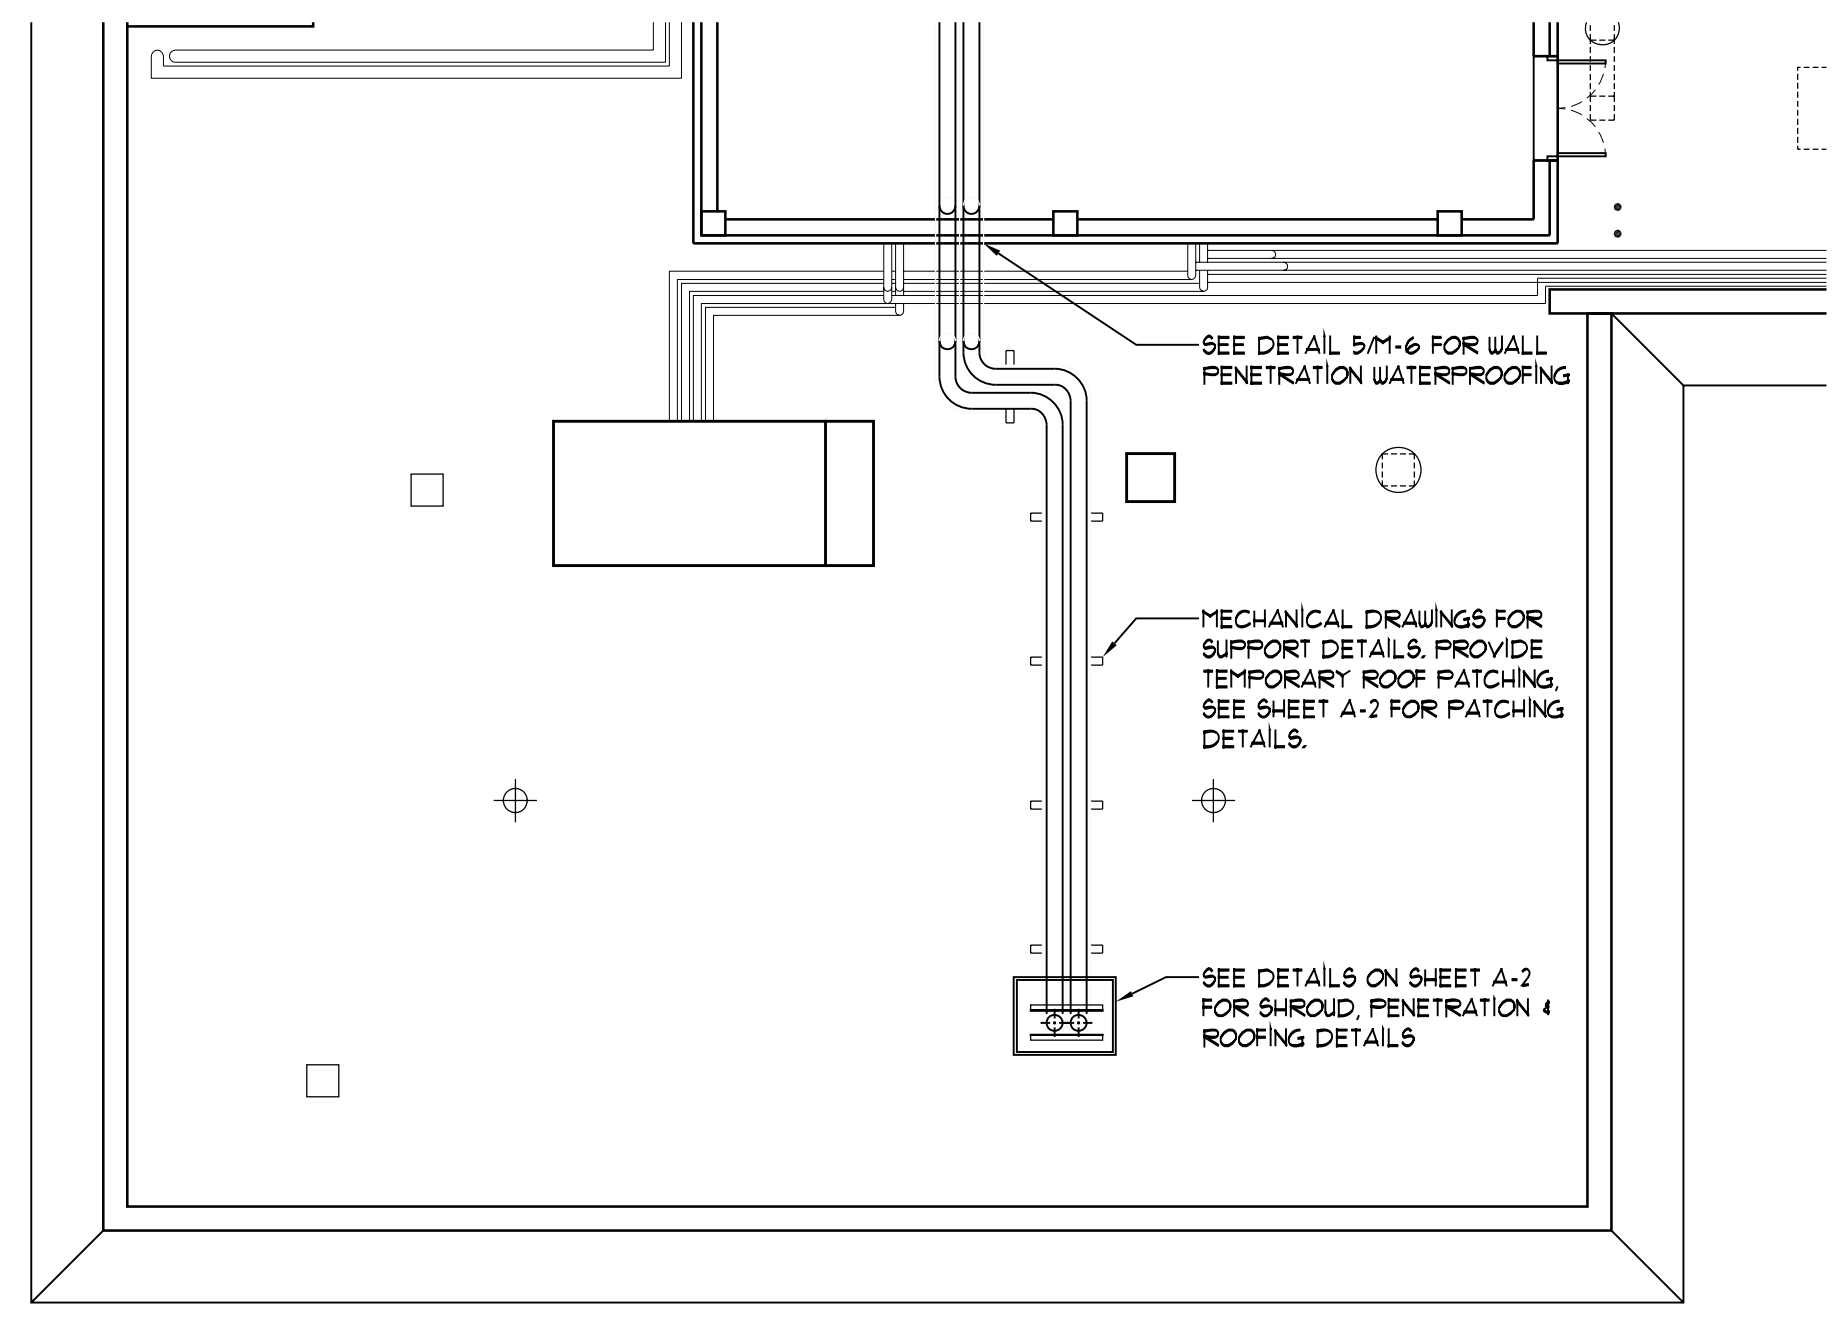 SEE DETAIL 5/M-6 FOR WALL
PENETRATION WATERPROOFING
MECHANICAL DRAWINGS FOR
SUPPORT DETAILS. PROVIDE
TEMPORARY ROOF PATCHING,
SEE SHEET A-2 FOR PATCHING
DETAILS.
SEE DETAILS ON SHEET A-2
FOR SHROUD, PENETRATION &
ROOFING DETAILS